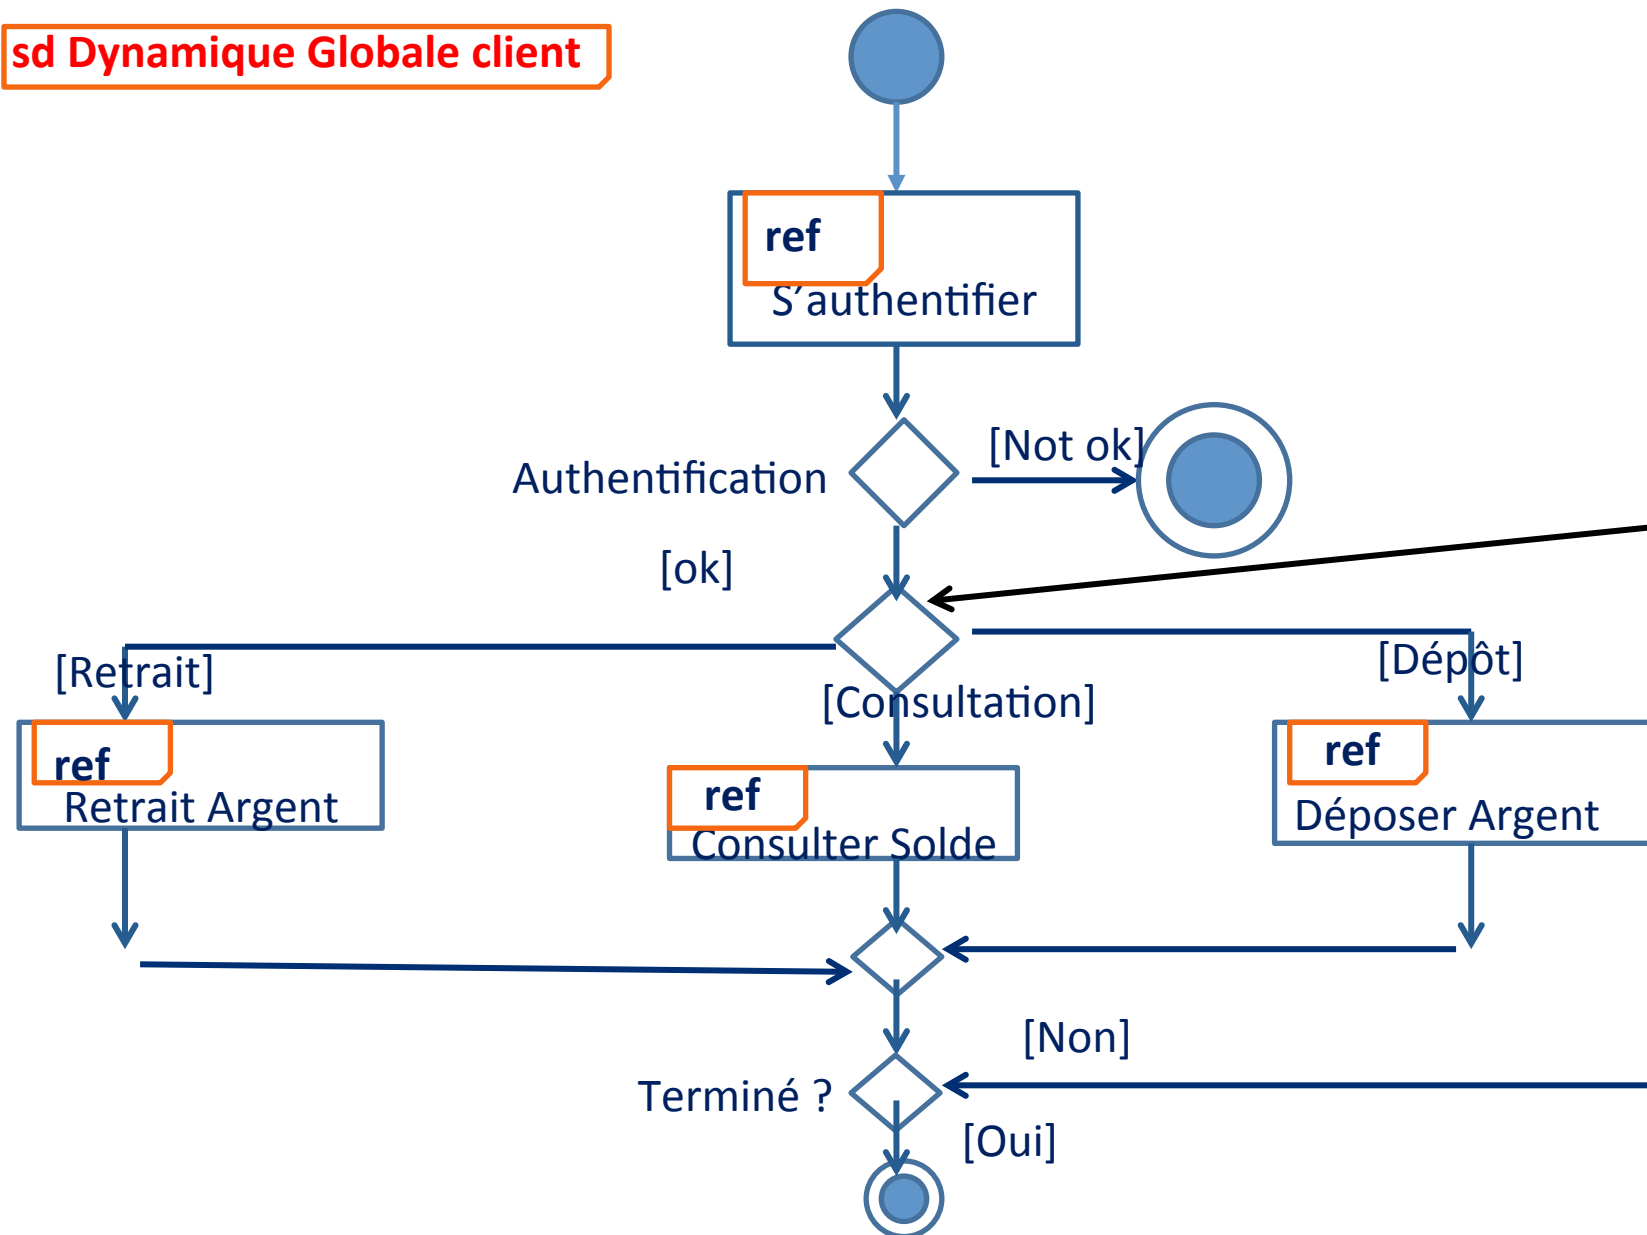 sd Dynamique Globale client
ref
S’authentifier
[Not ok]
Authentification
[ok]
[Retrait]
[Dépôt]
[Consultation]
ref
Retrait Argent
ref
Consulter Solde
ref
Déposer Argent
[Non]
Terminé ?
[Oui]